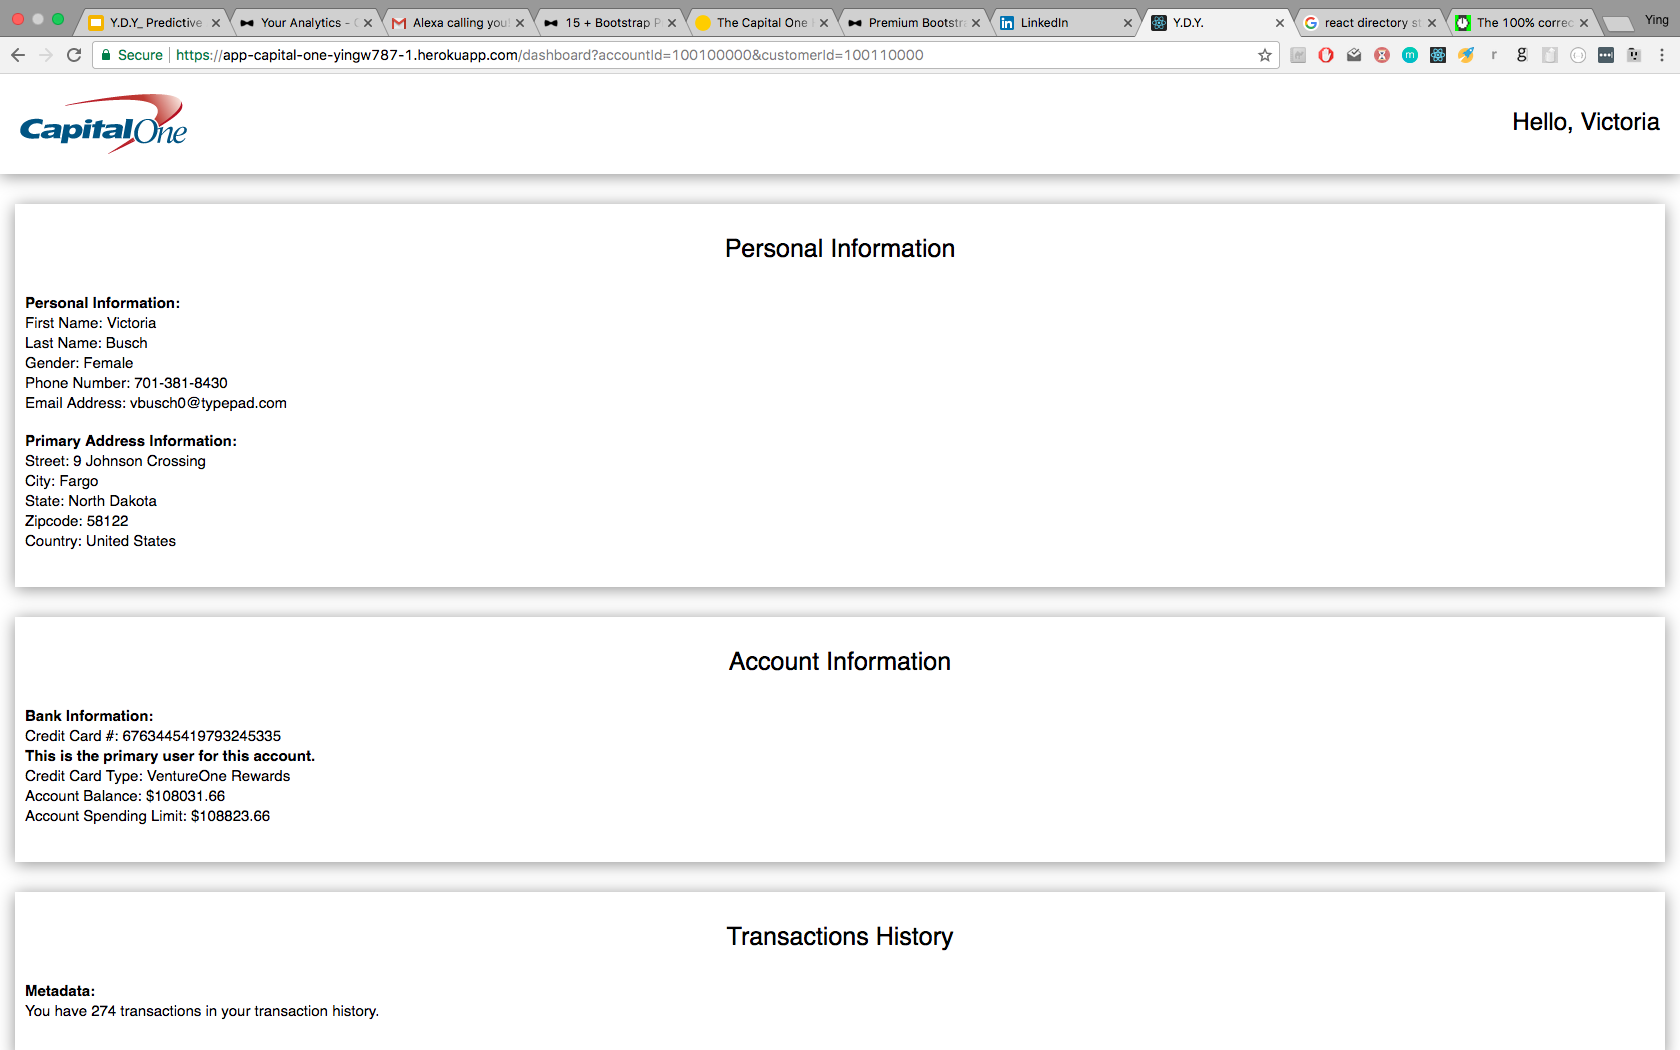 Y.D.Y_ Predictive
Your Analytics -
Alexa calling you
15 + Bootstrap P
The Capital One
Premium Bootstra
LinkedIn
Y.D.Y.
react directory st
The 100% correc
Ying
Secure https://app-capital-one-yingw787-1.herokuapp.com/dashboard?accountId=100100000&customerId=100110000
CapitalOne
Hello, Victoria
Personal Information
Personal Information:
First Name: Victoria
Last Name: Busch
Gender: Female
Phone Number: 701-381-8430
Email Address: vbusch0@typepad.com
Primary Address Information:
Street: 9 Johnson Crossing
City: Fargo
State: North Dakota
Zipcode: 58122
Country: United States
Account Information
Bank Information:
Credit Card #: 6763445419793245335
This is the primary user for this account.
Credit Card Type: VentureOne Rewards
Account Balance: $108031.66
Account Spending Limit: $108823.66
Transactions History
Metadata:
You have 274 transactions in your transaction history.